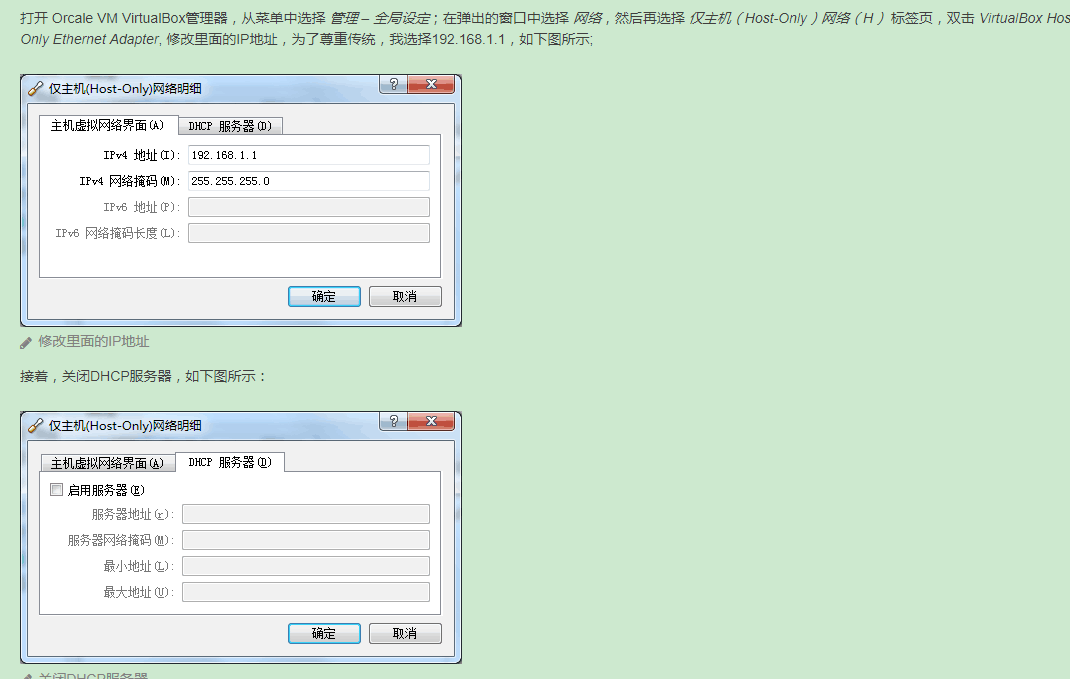 打开 Orcale VM VirtualBox管理器，从菜单中选择 管理 – 全局设定；在弹出的窗口中选择 网络，然后再选择 仅主机（Host-Only）网络（H） 标签页，双击 VirtualBox Hos
Only Ethernet Adapter, 修改里面的IP地址，为了尊重传统，我选择192.168.1.1，如下图所示;
仅主机(Host-Only)网络明细
主机虚拟网络界面(A) DHCP 服务器(D)
IPv4 地址(I): 192.168.1.1
IPv4 网络掩码(M): 255.255.255.0
IPv6 地址(P):
IPv6 网络掩码长度(L):
确定 取消
修改里面的IP地址
接着，关闭DHCP服务器，如下图所示：
仅主机(Host-Only)网络明细
主机虚拟网络界面(A) DHCP 服务器(D)
启用服务器(E)
服务器地址(r):
服务器网络掩码(M):
最小地址(L):
最大地址(U):
确定 取消
关闭DHCP服务器